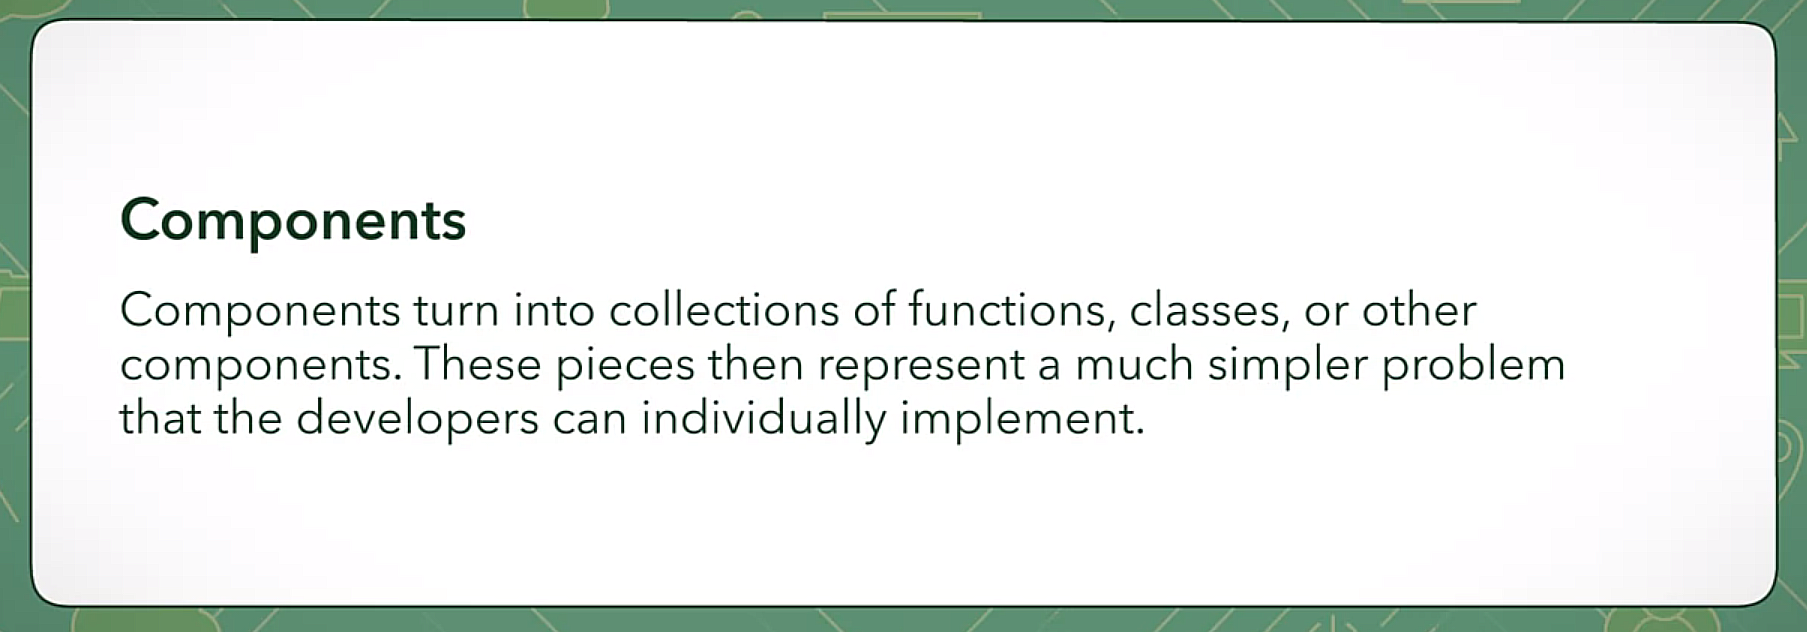 Components
Components turn into collections of functions, classes, or other
components. These pieces then represent a much simpler problem
that the developers can individually implement.